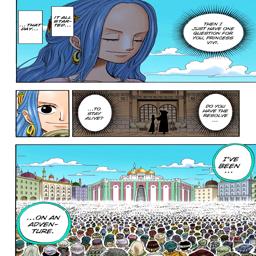 IT ALL
STAR-
TED...
...THAT
DAY...
THEN I
JUST HAVE ONE
QUESTION FOR
YOU, PRINCESS
VIVI.
DO YOU
HAVE THE
RESOLVE
...
...TO
STAY
ALIVE?
I'VE
BEEN
...
...ON AN
ADVEN-
TURE.